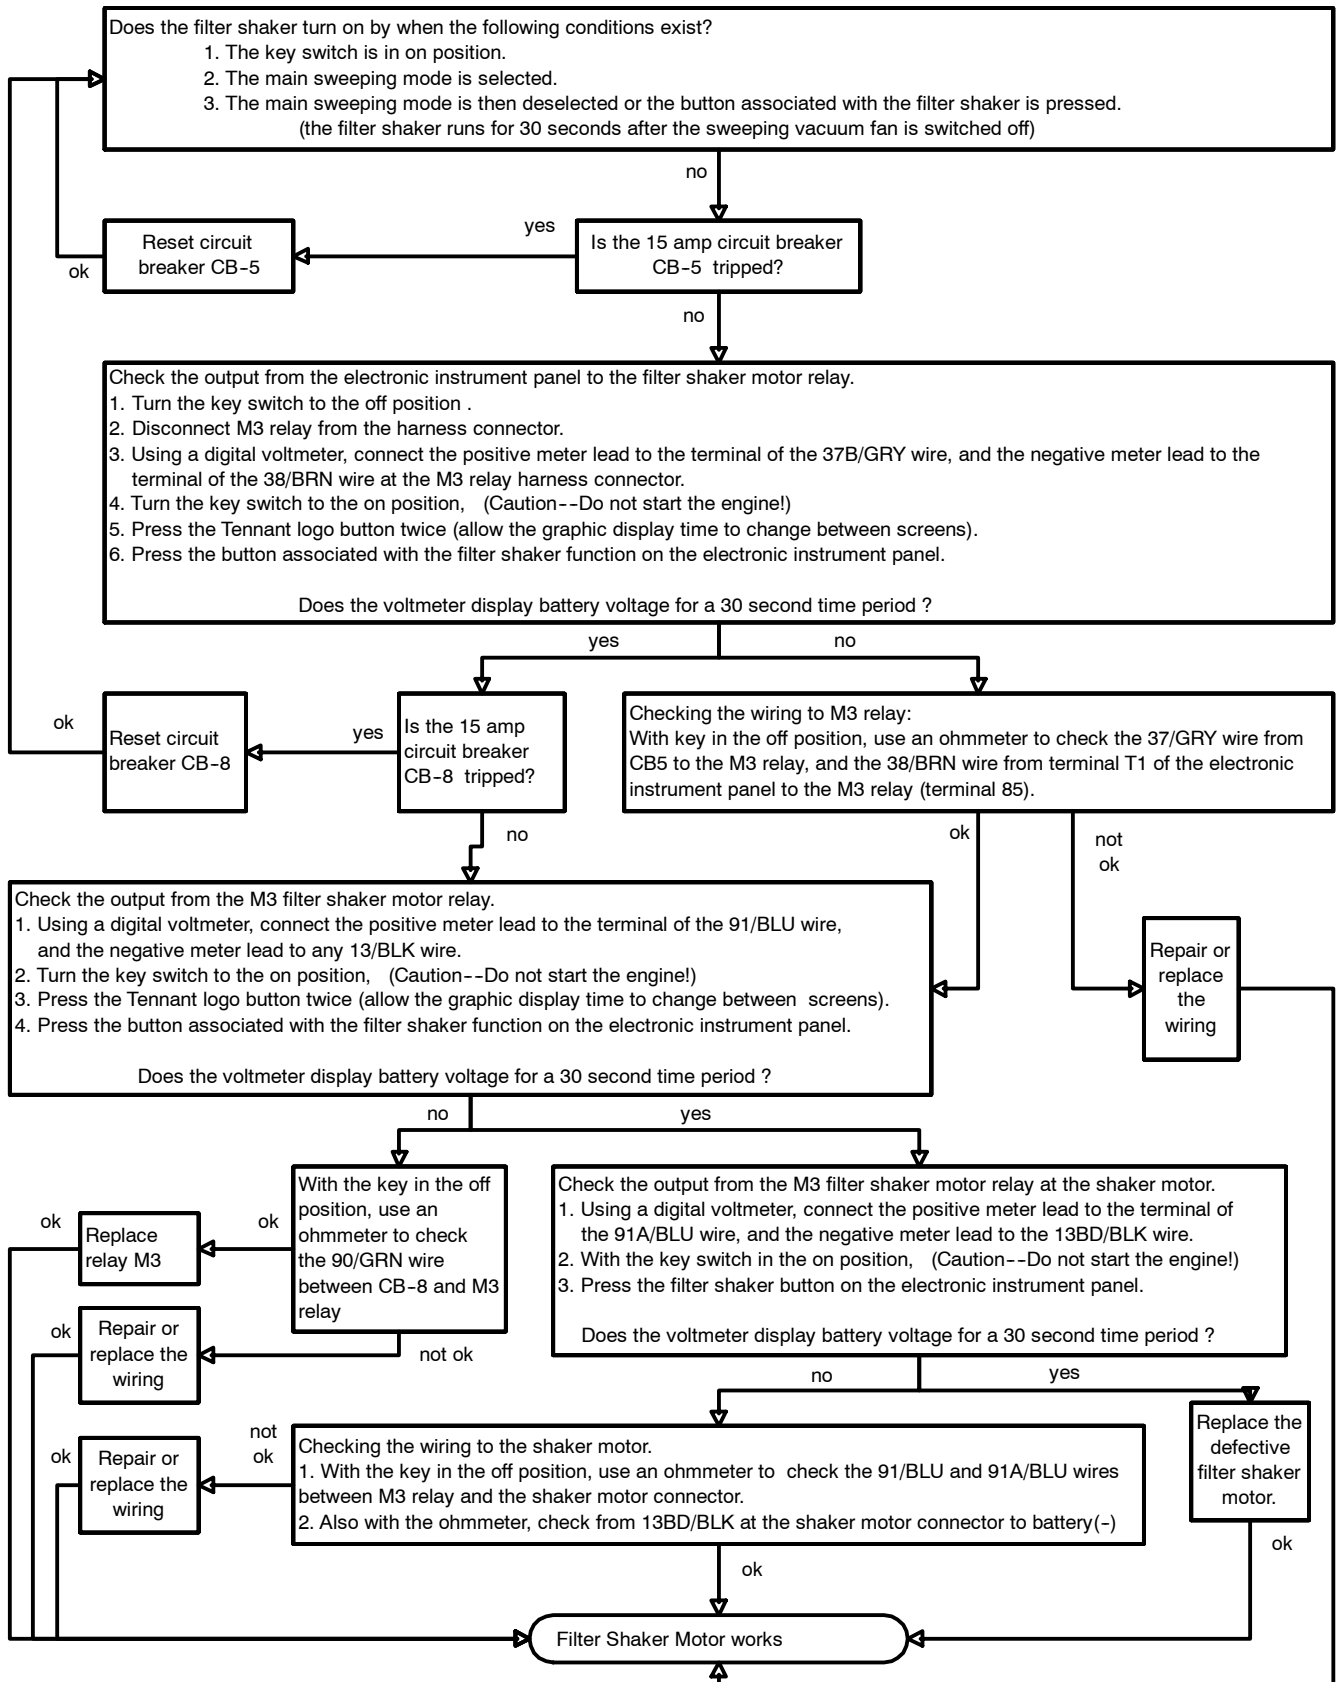 Does the filter shaker turn on by when the following conditions exist?
1. The key switch is in on position.
2. The main sweeping mode is selected.
3. The main sweeping mode is then deselected or the button associated with the filter shaker is pressed.
(the filter shaker runs for 30 seconds after the sweeping vacuum fan is switched off)
no
yes
Reset circuit
breaker CB-5
ok
Is the 15 amp circuit breaker
CB-5 tripped?
no
Check the output from the electronic instrument panel to the filter shaker motor relay.
1. Turn the key switch to the off position .
2. Disconnect M3 relay from the harness connector.
3. Using a digital voltmeter, connect the positive meter lead to the terminal of the 37B/GRY wire, and the negative meter lead to the
terminal of the 38/BRN wire at the M3 relay harness connector.
4. Turn the key switch to the on position, (Caution--Do not start the engine!)
5. Press the Tennant logo button twice (allow the graphic display time to change between screens).
6. Press the button associated with the filter shaker function on the electronic instrument panel.
Does the voltmeter display battery voltage for a 30 second time period ?
yes
no
ok
Reset circuit
breaker CB-8
yes
Is the 15 amp
circuit breaker
CB-8 tripped?
no
Checking the wiring to M3 relay:
With key in the off position, use an ohmmeter to check the 37/GRY wire from
CB5 to the M3 relay, and the 38/BRN wire from terminal T1 of the electronic
instrument panel to the M3 relay (terminal 85).
ok
not
ok
Check the output from the M3 filter shaker motor relay.
1. Using a digital voltmeter, connect the positive meter lead to the terminal of the 91/BLU wire,
and the negative meter lead to any 13/BLK wire.
2. Turn the key switch to the on position, (Caution--Do not start the engine!)
3. Press the Tennant logo button twice (allow the graphic display time to change between screens).
4. Press the button associated with the filter shaker function on the electronic instrument panel.
Does the voltmeter display battery voltage for a 30 second time period ?
Repair or
replace
the
wiring
no
yes
ok
Replace
relay M3
ok
With the key in the off
position, use an
ohmmeter to check
the 90/GRN wire
between CB-8 and M3
relay
Check the output from the M3 filter shaker motor relay at the shaker motor.
1. Using a digital voltmeter, connect the positive meter lead to the terminal of
the 91A/BLU wire, and the negative meter lead to the 13BD/BLK wire.
2. With the key switch in the on position, (Caution--Do not start the engine!)
3. Press the filter shaker button on the electronic instrument panel.
Does the voltmeter display battery voltage for a 30 second time period ?
ok
Repair or
replace the
wiring
not ok
no
yes
ok
Repair or
replace the
wiring
not
ok
Checking the wiring to the shaker motor.
1. With the key in the off position, use an ohmmeter to check the 91/BLU and 91A/BLU wires
between M3 relay and the shaker motor connector.
2. Also with the ohmmeter, check from 13BD/BLK at the shaker motor connector to battery(-)
Replace the
defective
filter shaker
motor.
ok
ok
Filter Shaker Motor works